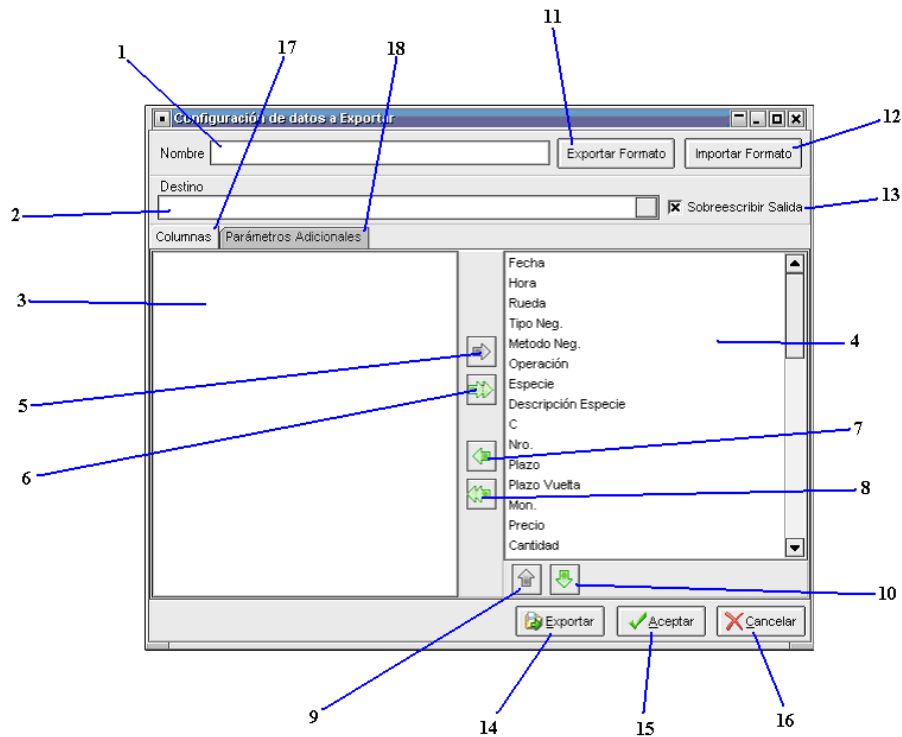 11
17
18
1
12
Configuración de datos a Exportar
Nombre
Exportar Formato
Importar Formato
Destino
13
2
Sobreescribir Salida
Columnas
Parámetros Adicionales
Fecha
Hora
3
Rueda
Tipo Neg.
Metodo Neg.
4
Operación
Especie
5
Descripción Especie
C
7
Nro.
Plazo
6
Plazo Vuelta
8
Mon.
Precio
Cantidad
10
Exportar
Aceptar
Cancelar
9
14
15
16